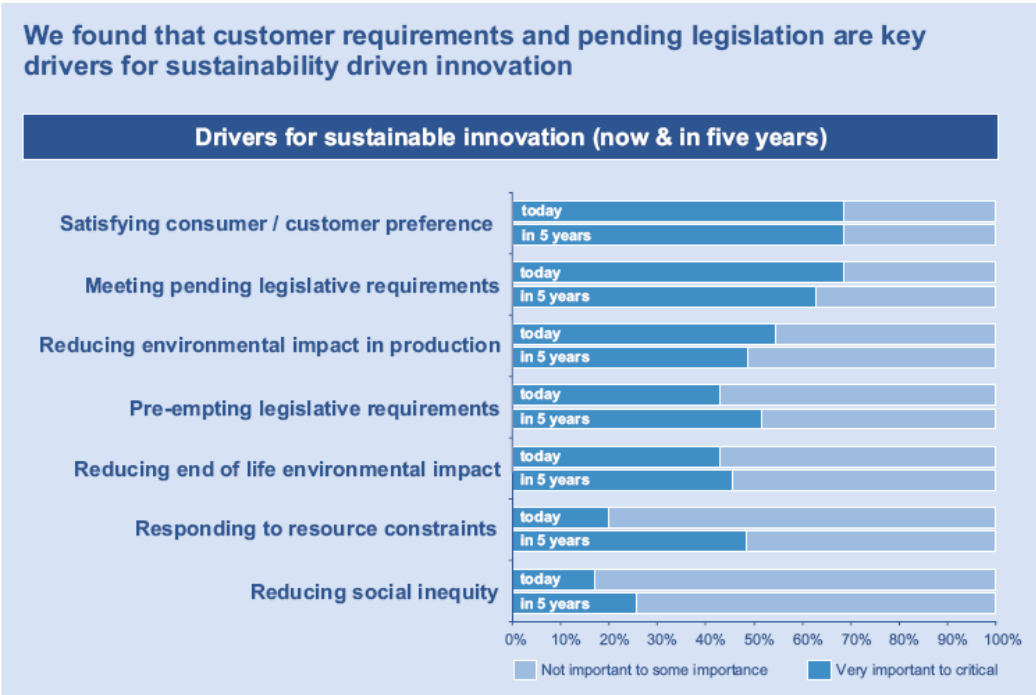 We found that customer requirements and pending legislation are key
drivers for sustainability driven innovation
Drivers for sustainable innovation (now & in five years)
Satisfying consumer / customer preference
today
in 5 years
Meeting pending legislative requirements
today
in 5 years
Reducing environmental impact in production
today
in 5 years
Pre-empting legislative requirements
today
in 5 years
Reducing end of life environmental impact
today
in 5 years
Responding to resource constraints
today
in 5 years
Reducing social inequity
today
in 5 years
0% 10% 20% 30% 40% 50% 60% 70% 80% 90% 100%
Not important to some importance
Very important to critical